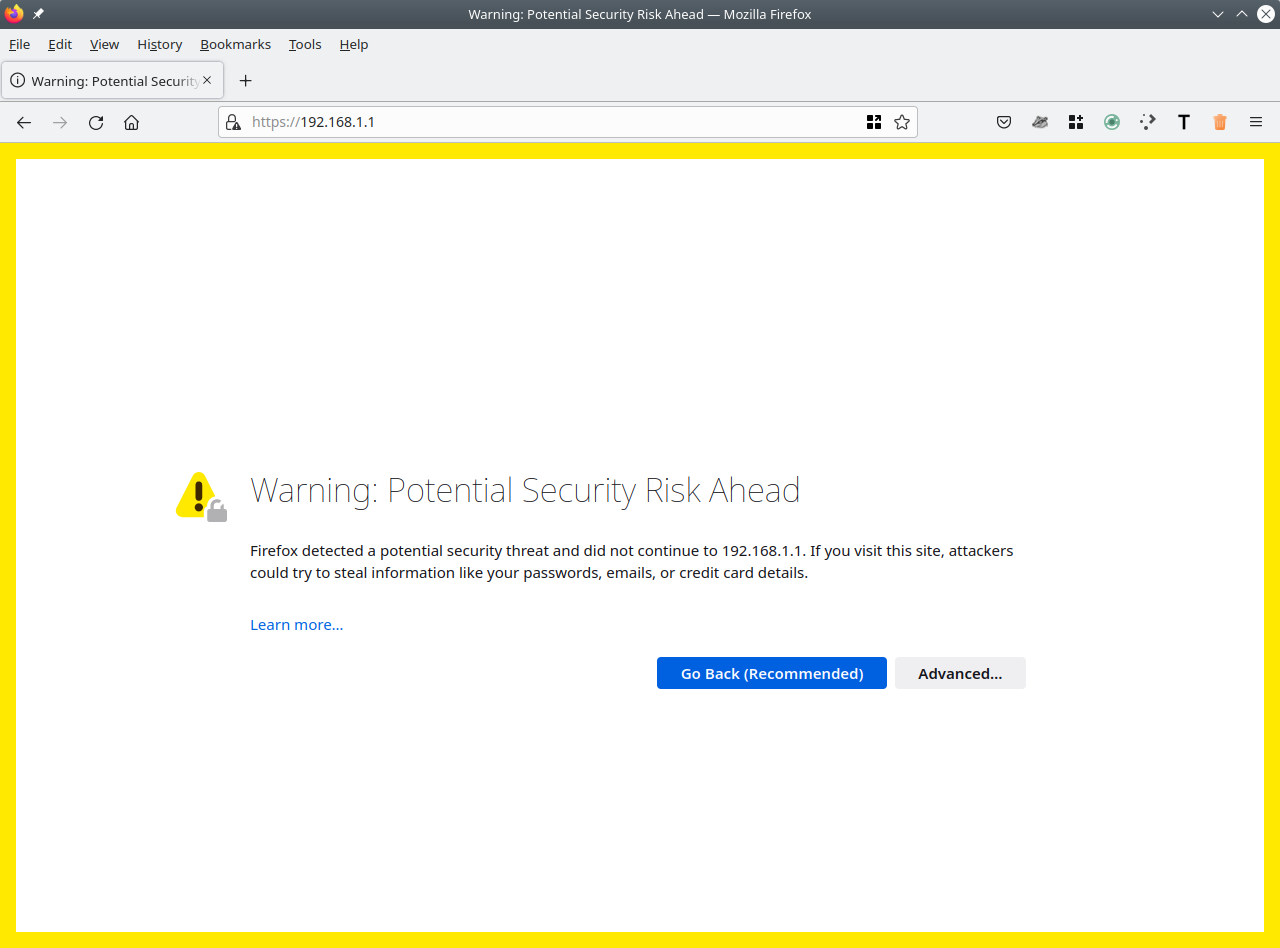 Warning: Potential Security Risk Ahead — Mozilla Firefox
File Edit View History Bookmarks Tools Help
Warning: Potential Security
https://192.168.1.1
T
Warning: Potential Security Risk Ahead
Firefox detected a potential security threat and did not continue to 192.168.1.1. If you visit this site, attackers
could try to steal information like your passwords, emails, or credit card details.
Learn more…
Go Back (Recommended) Advanced…